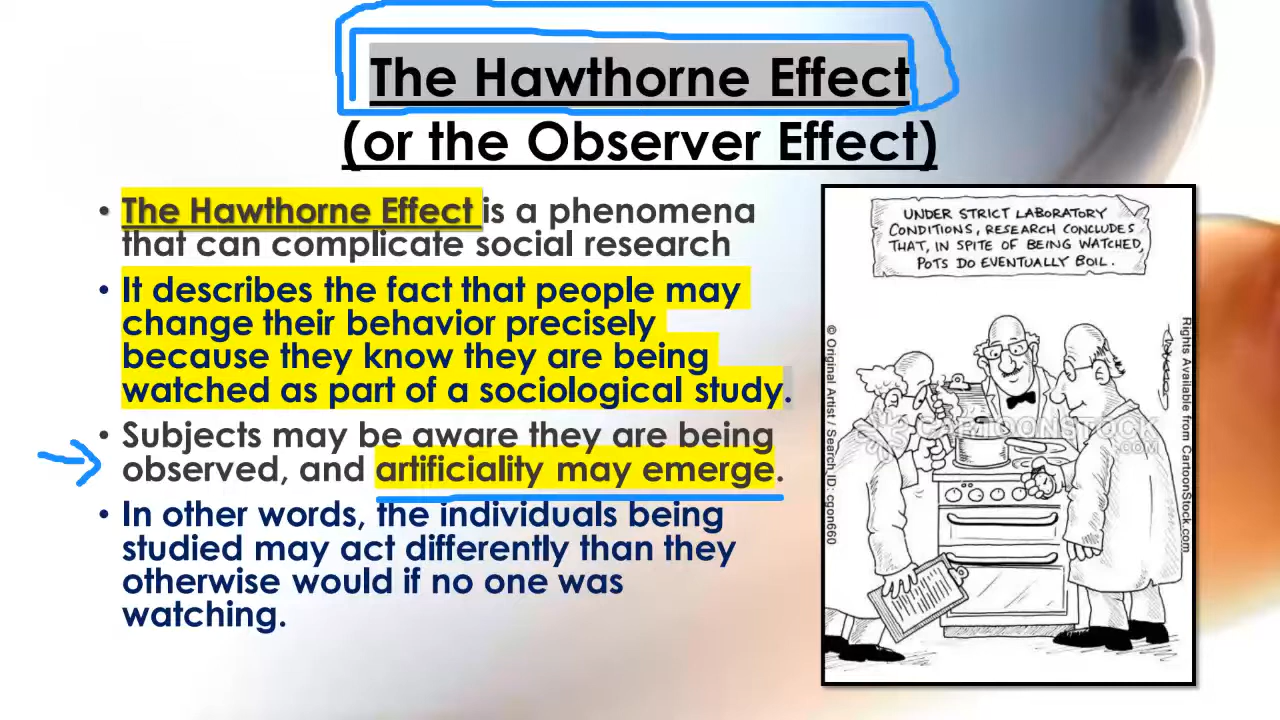 The Hawthorne Effect
(or the Observer Effect)
• The Hawthorne Effect is a phenomena
that can complicate social research
• It describes the fact that people may
change their behavior precisely
because they know they are being
watched as part of a sociological study.
• Subjects may be aware they are being
observed, and artificiality may emerge.
• In other words, the individuals being
studied may act differently than they
otherwise would if no one was
watching.
UNDER STRICT LABORATORY
CONDITIONS, RESEARCH CONCLUDES
THAT, IN SPITE OF BEING WATCHED,
POTS DO EVENTUALLY BOIL.
© Original Artist / Search ID: cgon660
Rights Available from CartoonStock.com
CARTOONSTOCK
.COM